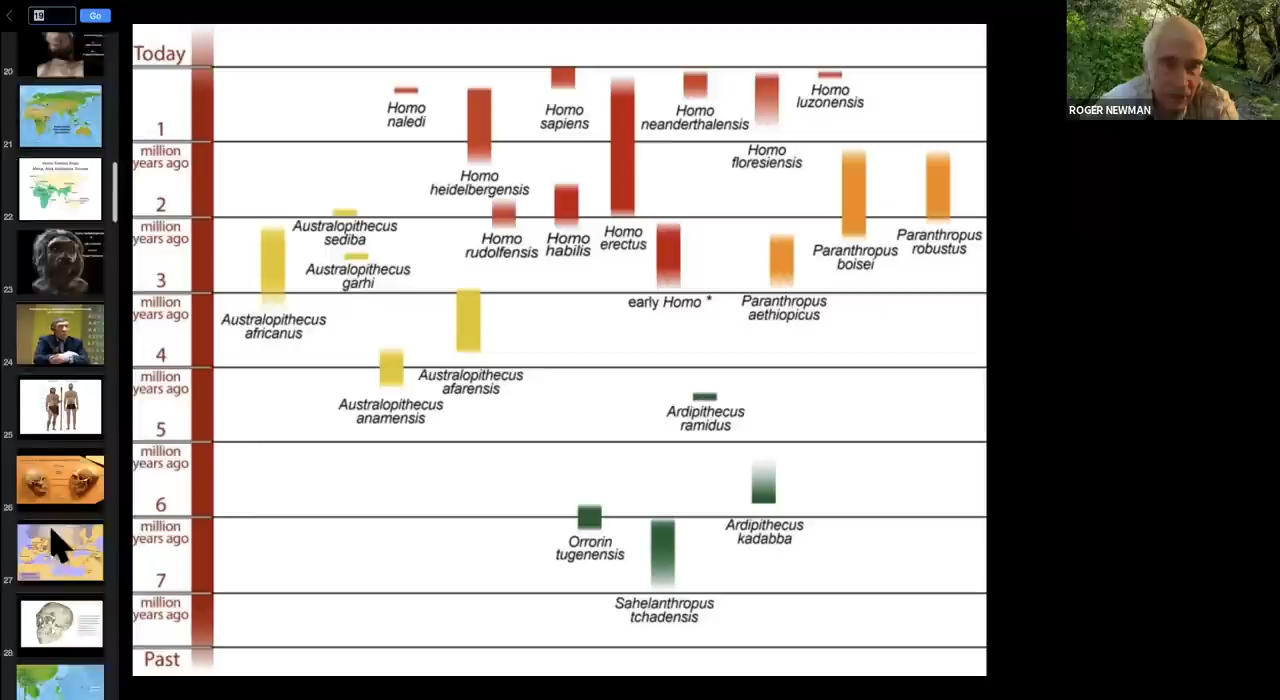 19
Go
ROGER NEWMAN
20
21
22
23
24
25
26
27
28
Today
1
million
years ago
2
million
years ago
3
million
years ago
4
million
years ago
5
million
years ago
6
million
years ago
7
million
years ago
Past
Homo
naledi
Homo
heidelbergensis
Homo
sapiens
Homo
neanderthalensis
Homo
luzonensis
Homo
floresiensis
Australopithecus
sediba
Australopithecus
garhi
Australopithecus
africanus
Homo
rudolfensis
Homo
habilis
Homo
erectus
early Homo *
Paranthropus
boisei
Paranthropus
robustus
Paranthropus
aethiopicus
Australopithecus
afarensis
Australopithecus
anamensis
Ardipithecus
ramidus
Ardipithecus
kadabba
Orrorin
tugenensis
Sahelanthropus
tchadensis